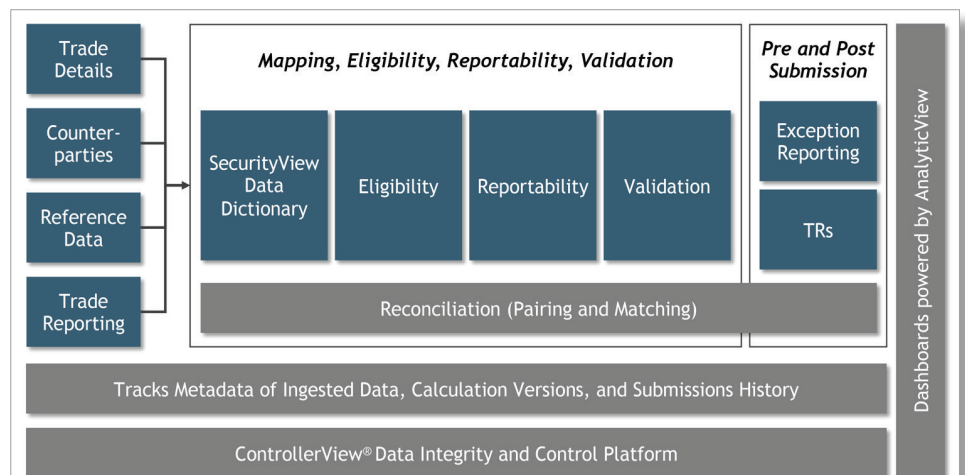 Trade
Details
Counter-
parties
Reference
Data
Trade
Reporting
Mapping, Eligibility, Reportability, Validation
SecurityView
Data
Dictionary
Eligibility
Reportability
Validation
Pre and Post
Submission
Exception
Reporting
TRs
Reconciliation (Pairing and Matching)
Tracks Metadata of Ingested Data, Calculation Versions, and Submissions History
ControllerView® Data Integrity and Control Platform
Dashboards powered by AnalyticView